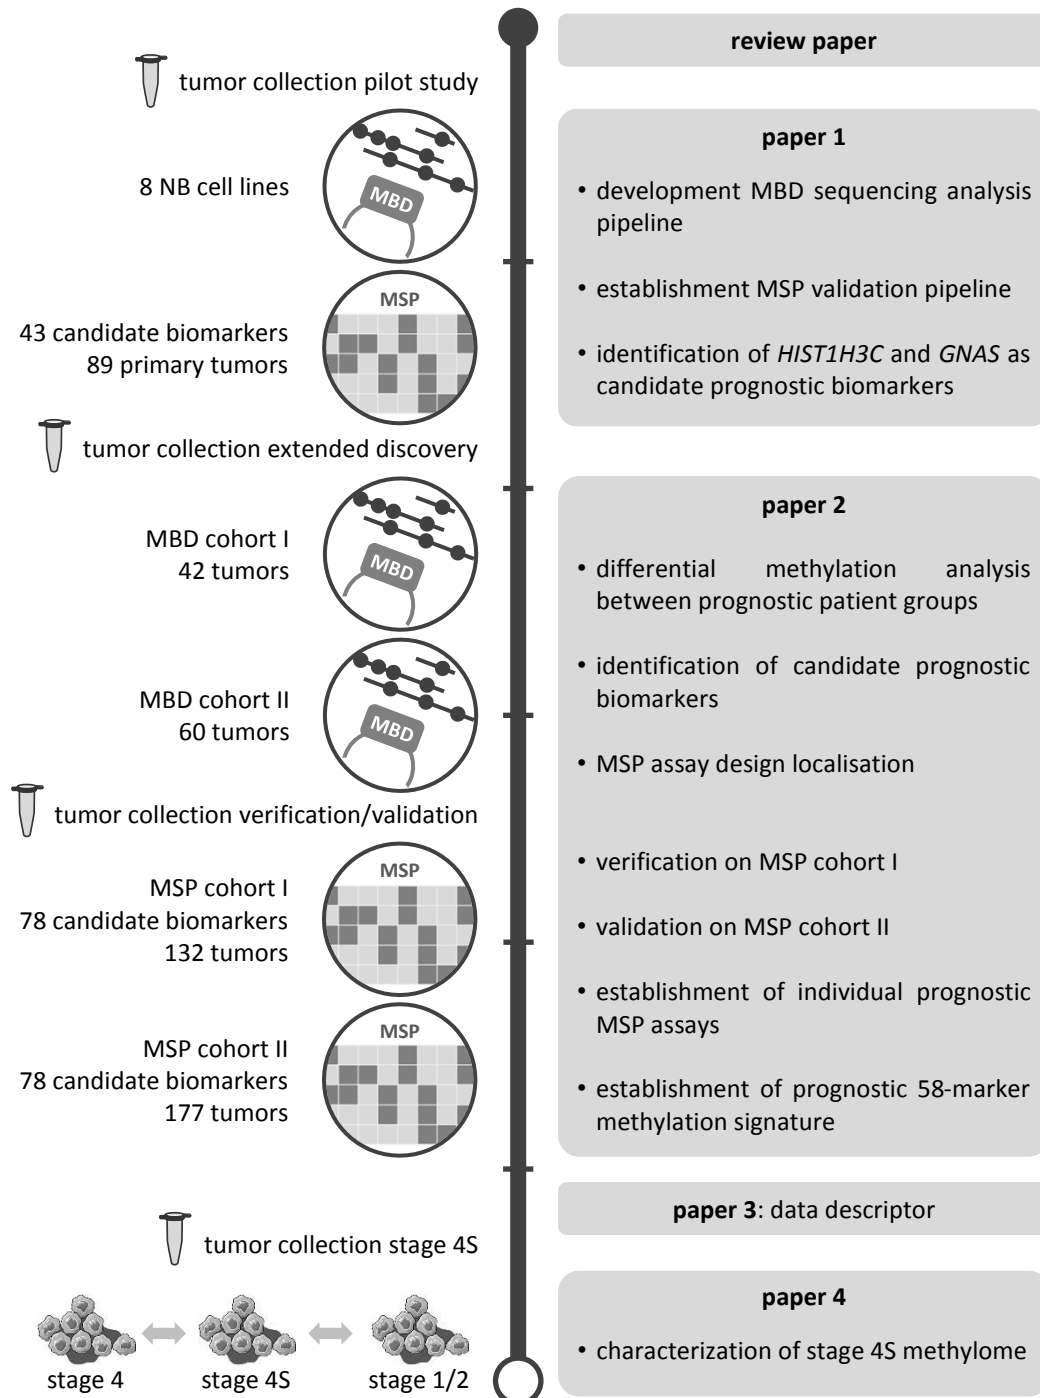 review paper
tumor collection pilot study
8 NB cell lines
MBD
MSP
43 candidate biomarkers
89 primary tumors
paper 1
• development MBD sequencing analysis
pipeline
• establishment MSP validation pipeline
• identification of HIST1H3C and GNAS as
candidate prognostic biomarkers
tumor collection extended discovery
MBD cohort I
42 tumors
MBD
MBD cohort II
60 tumors
MBD
tumor collection verification/validation
MSP cohort I
78 candidate biomarkers
132 tumors
MSP
MSP cohort II
78 candidate biomarkers
177 tumors
MSP
paper 2
• differential methylation analysis
between prognostic patient groups
• identification of candidate prognostic
biomarkers
• MSP assay design localisation
• verification on MSP cohort I
• validation on MSP cohort II
• establishment of individual prognostic
MSP assays
• establishment of prognostic 58-marker
methylation signature
paper 3: data descriptor
tumor collection stage 4S
stage 4
stage 4S
stage 1/2
paper 4
• characterization of stage 4S methylome